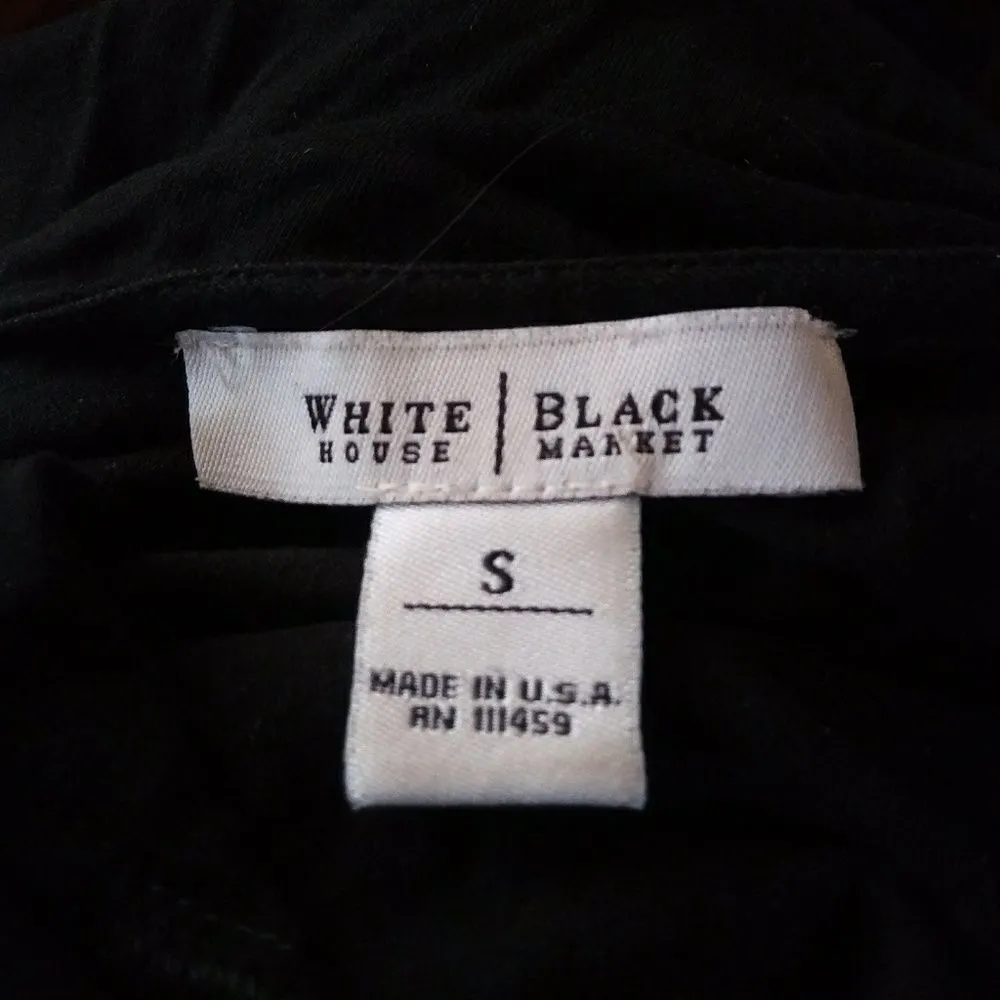 WHITE | BLACK
HOUSE | MARKET
S
MADE IN U.S.A.
RN 111459